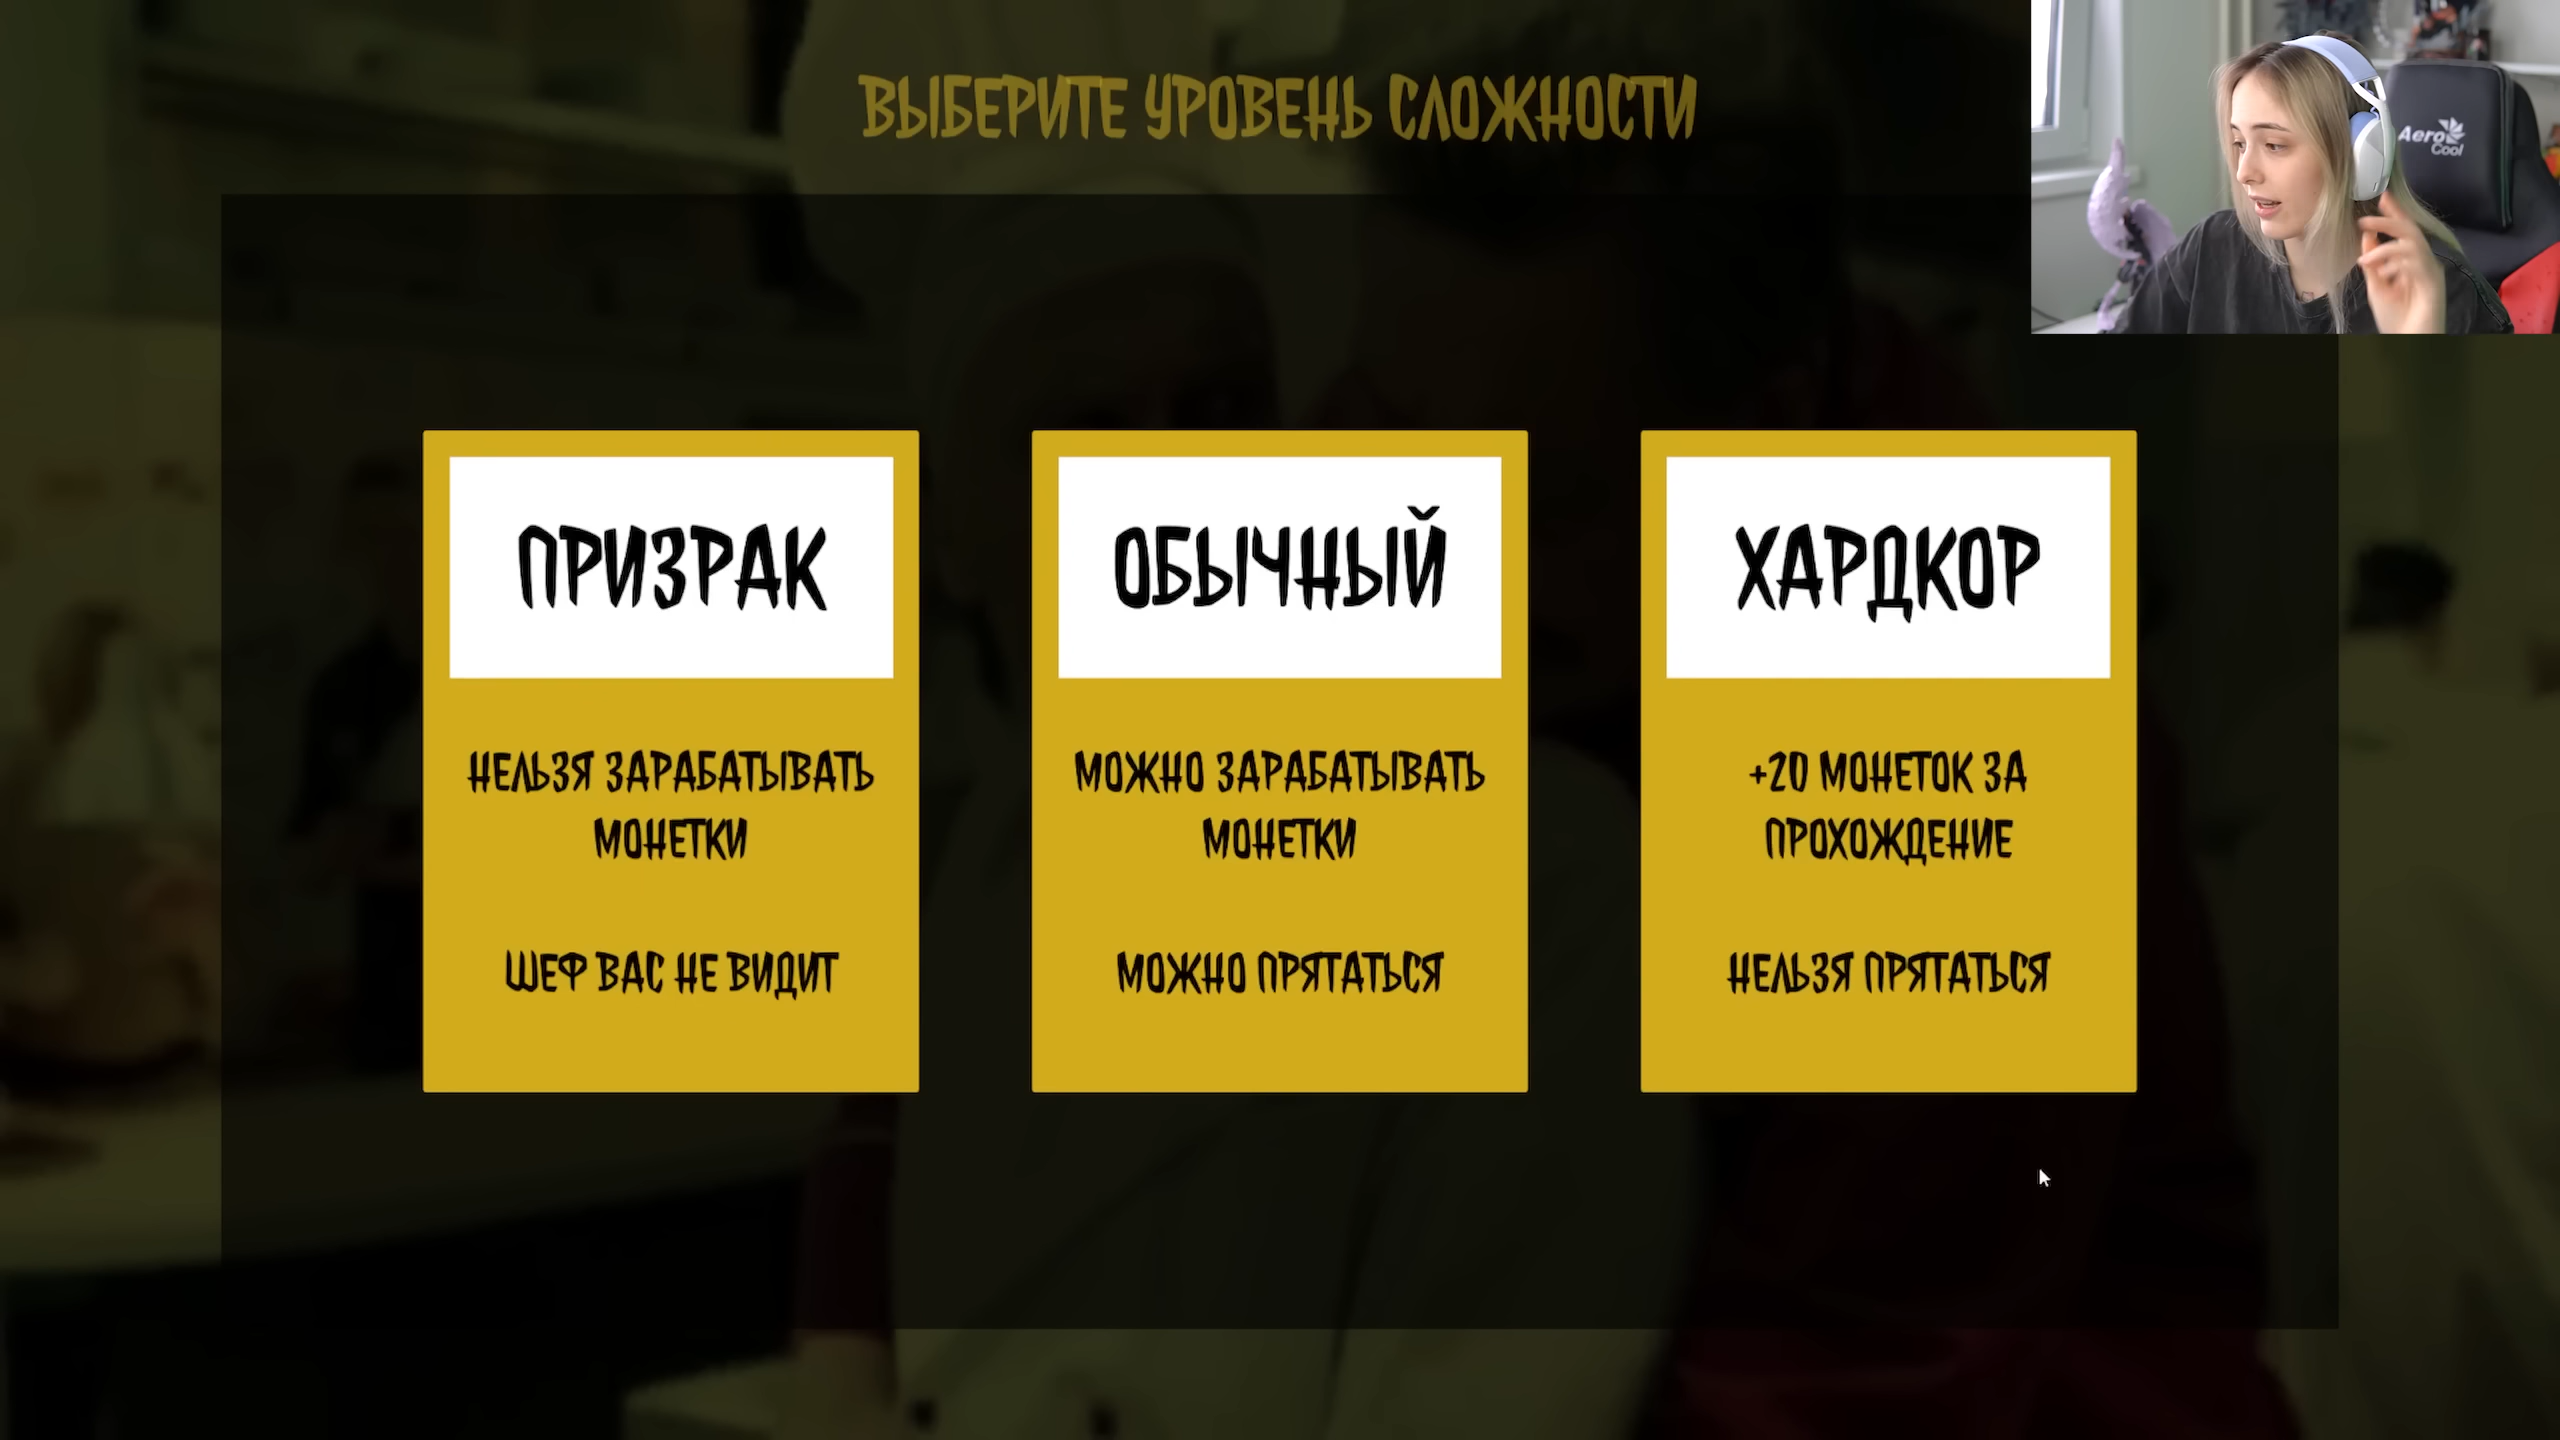 ВЫБЕРИТЕ УРОВЕНЬ СЛОЖНОСТИ
Aero
Cool
ПРИЗРАК
НЕЛЬЗЯ ЗАРАБАТЫВАТЬ
МОНЕТКИ
ШЕФ ВАС НЕ ВИДИТ
ОБЫЧНЫЙ
МОЖНО ЗАРАБАТЫВАТЬ
МОНЕТКИ
МОЖНО ПРЯТАТЬСЯ
ХАРДКОР
+20 МОНЕТОК ЗА
ПРОХОЖДЕНИЕ
НЕЛЬЗЯ ПРЯТАТЬСЯ